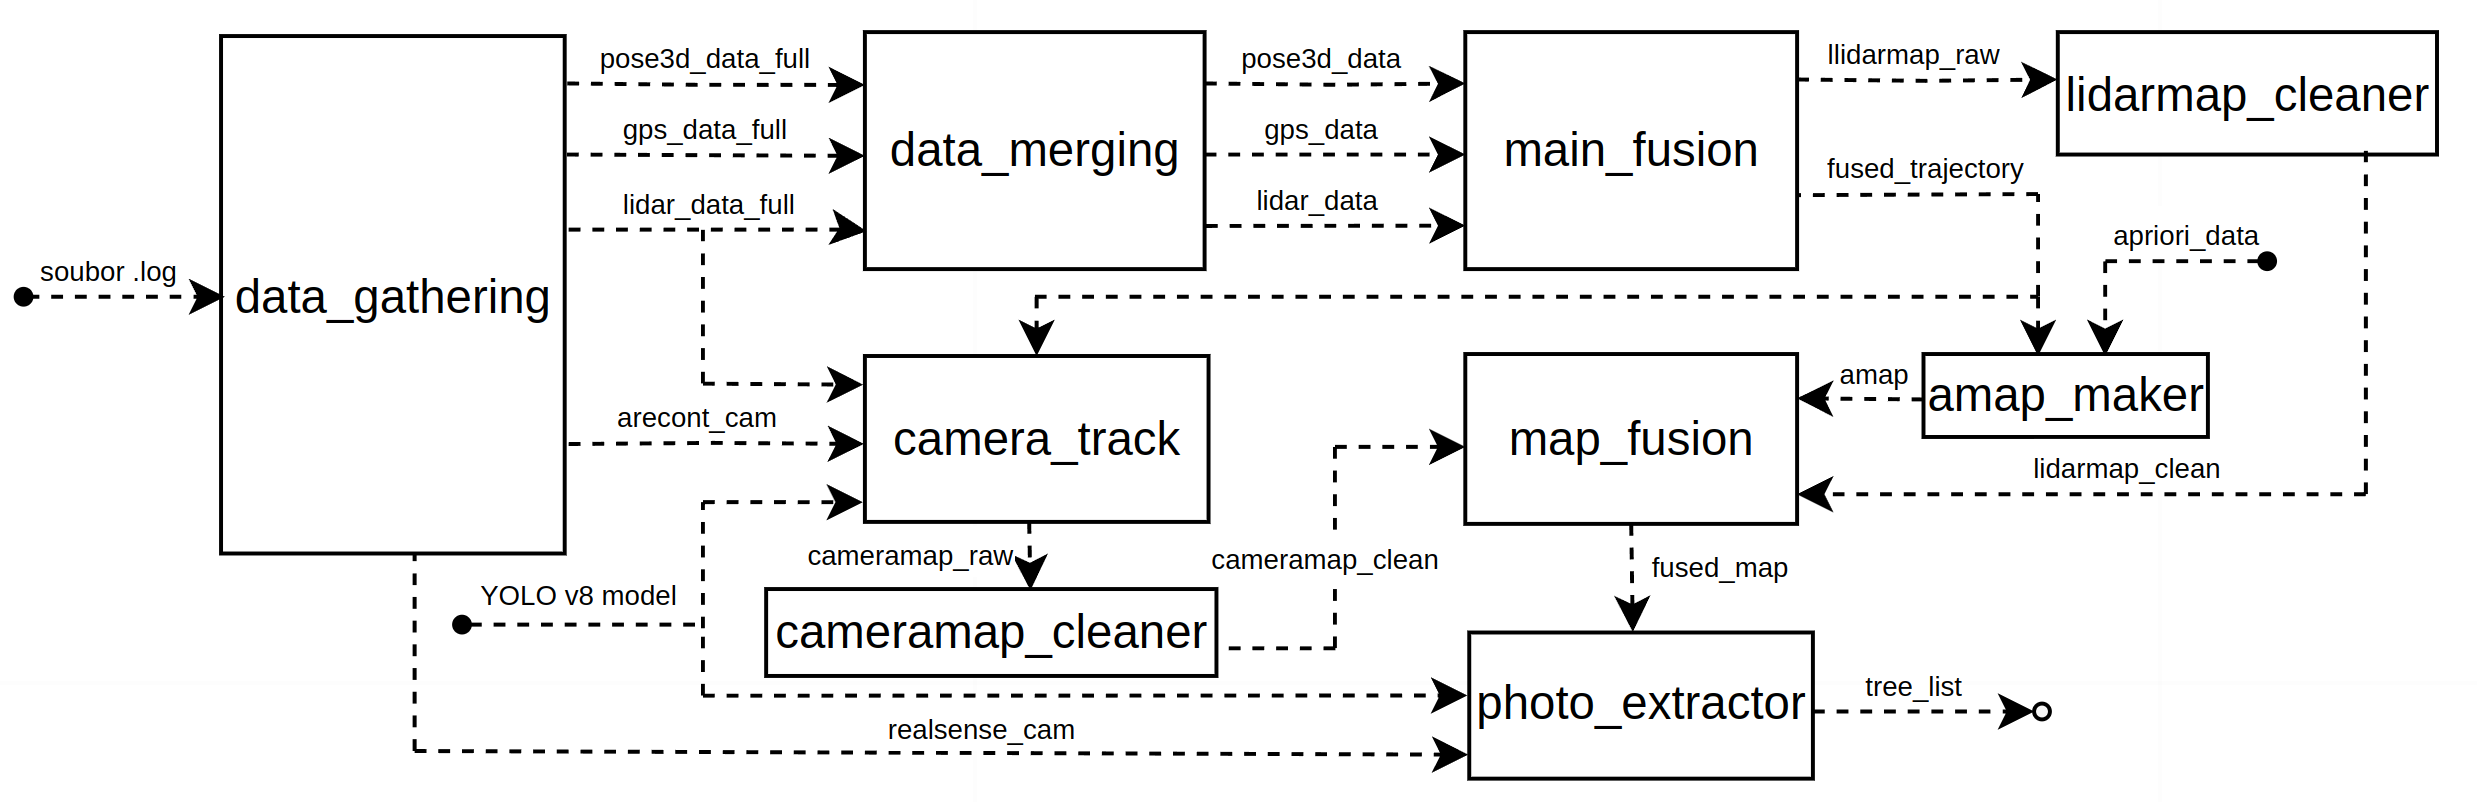 pose3d_data_full
pose3d_data
llidarmap_raw
lidarmap_cleaner
gps_data_full
data_merging
gps_data
main_fusion
fused_trajectory
lidar_data_full
lidar_data
apriori_data
soubor .log
data_gathering
amap
amap_maker
arecont_cam
camera_track
map_fusion
lidarmap_clean
cameramap_raw
cameramap_clean
fused_map
YOLO v8 model
cameramap_cleaner
photo_extractor
tree_list
realsense_cam